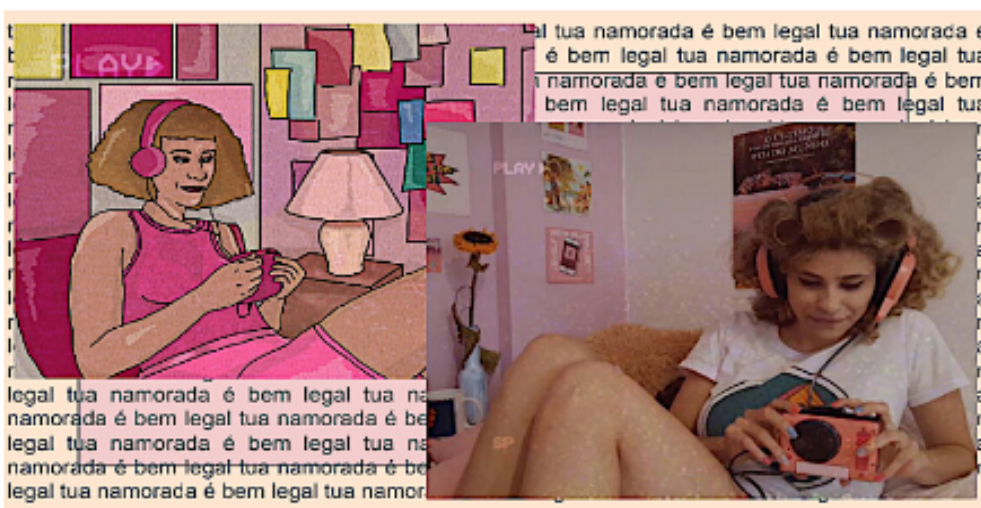 al tua namorada é bem legal tua namorada é
é bem legal tua namorada é bem legal tua
namorada é bem legal tua namorada é bem
bem legal tua namorada é bem legal tua
PLAY
PLAY
SP
legal tua namorada é bem legal tua na
namorada é bem legal tua namorada é be
legal tua namorada é bem legal tua na
namorada é bem legal tua namorada é be
legal tua namorada é bem legal tua namor